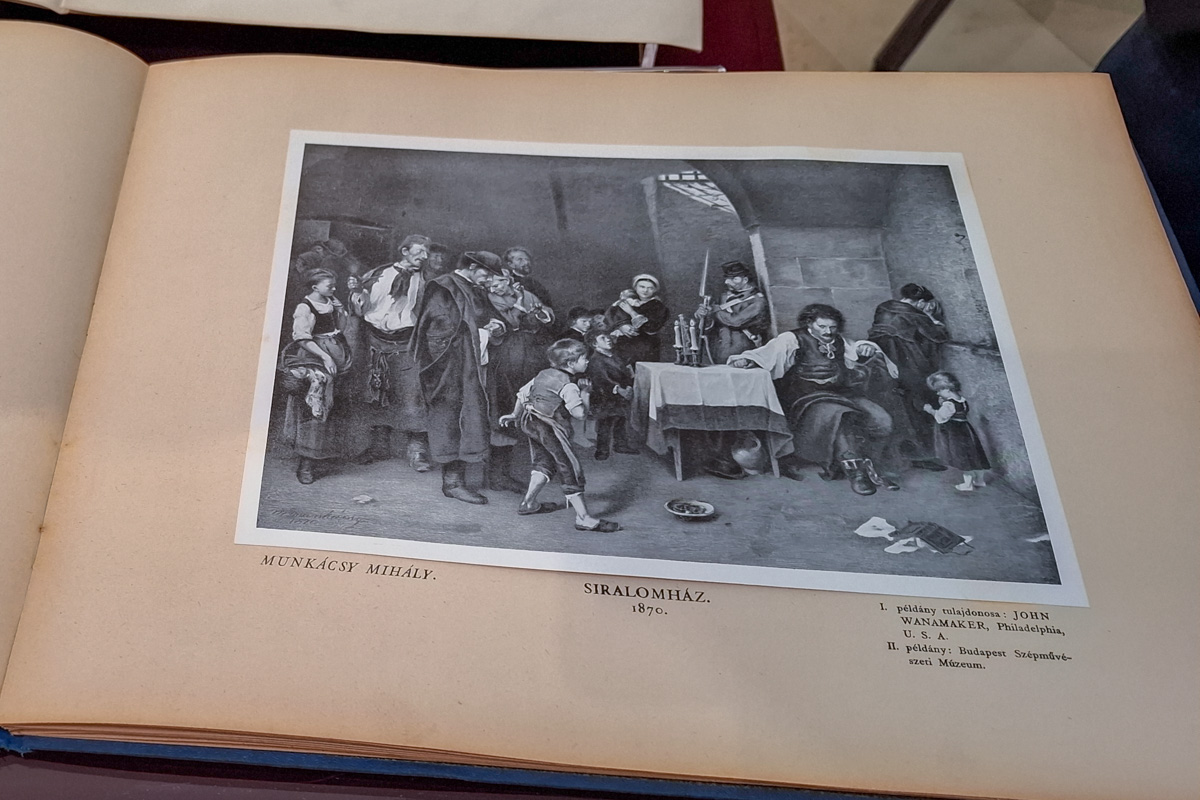 MUNKÁCSY MIHÁLY.
SIRALOMHÁZ.
1870.
I. példány tulajdonosa: JOHN
WANAMAKER, Philadelphia,
U. S. A.
II. példány: Budapest Szépművé-
szeti Múzeum.